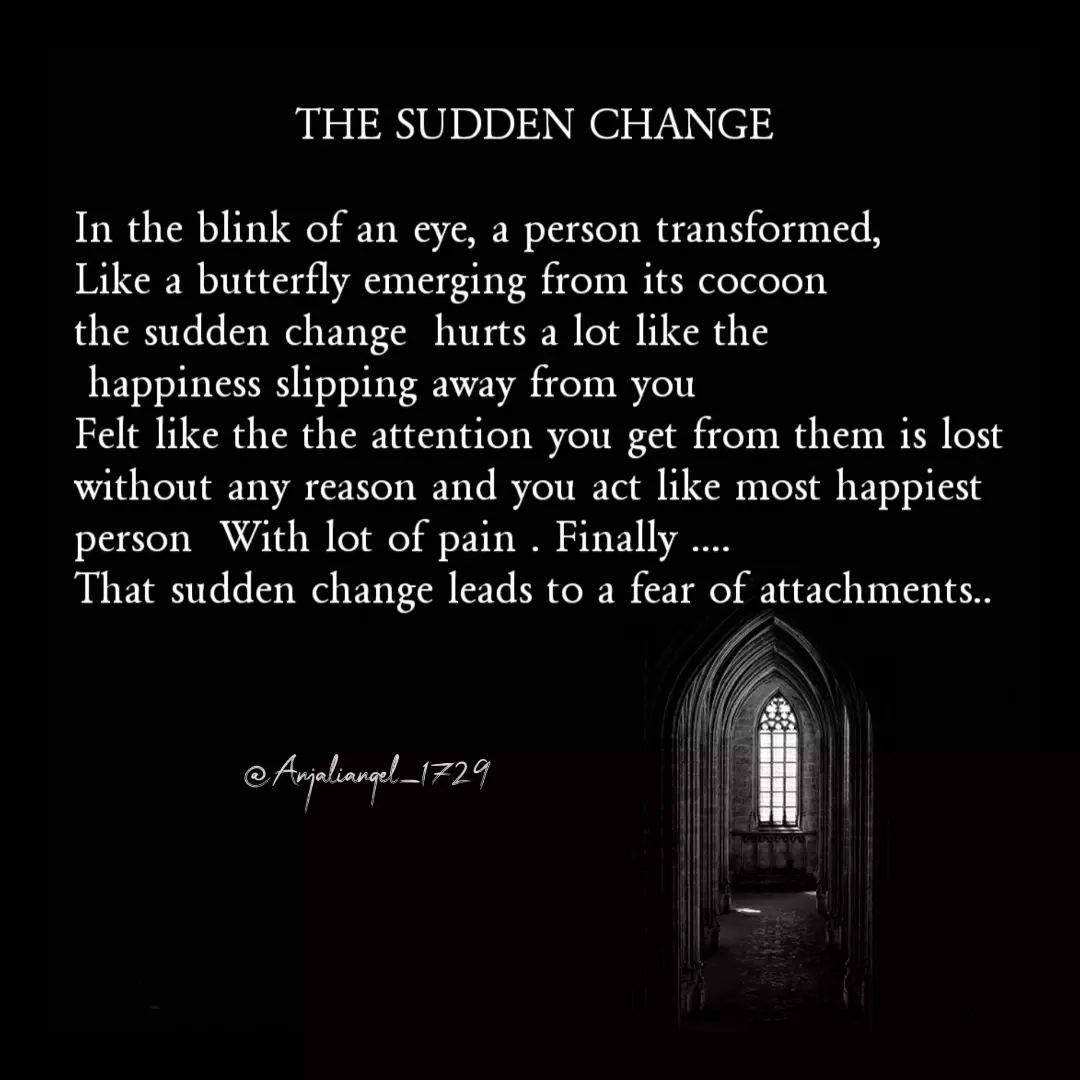 THE SUDDEN CHANGE
In the blink of an eye, a person transformed,
Like a butterfly emerging from its cocoon
the sudden change  hurts a lot like the
 happiness slipping away from you
Felt like the the attention you get from them is lost
without any reason and you act like most happiest
person  With lot of pain . Finally ....
That sudden change leads to a fear of attachments..
@Anjaliangel_1729